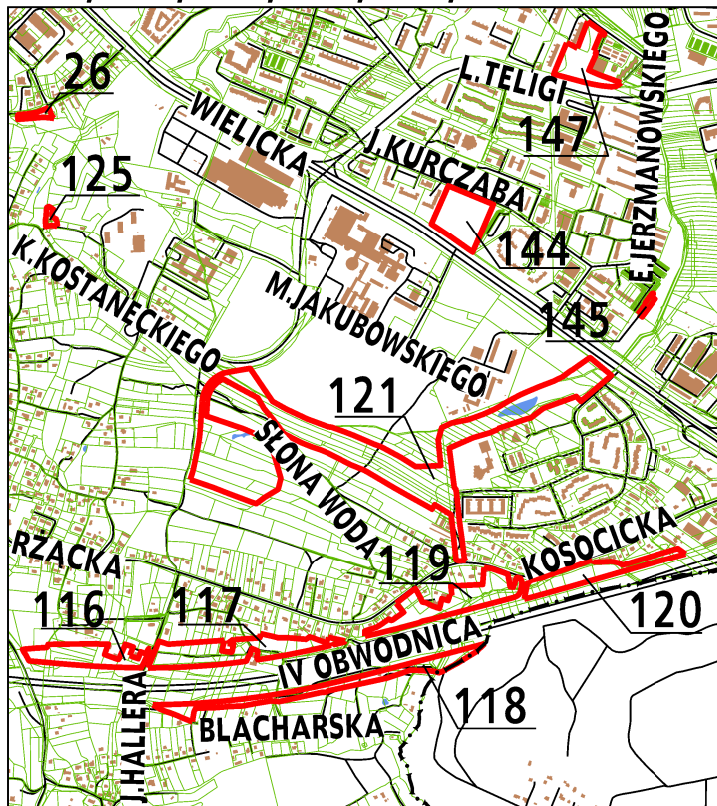 26
L.TELIGI
E.JERZMANOWSKIEGO
WIELICKA
147
J.KURCZABA
125
144
K.KOSTANECKIEGO
M.JAKUBOWSKIEGO
145
121
SŁONA WODA
RŻĄCKA
119
KOSOCICKA
116
117
120
IV OBWODNICA
J.HALLERA
118
BLACHARSKA